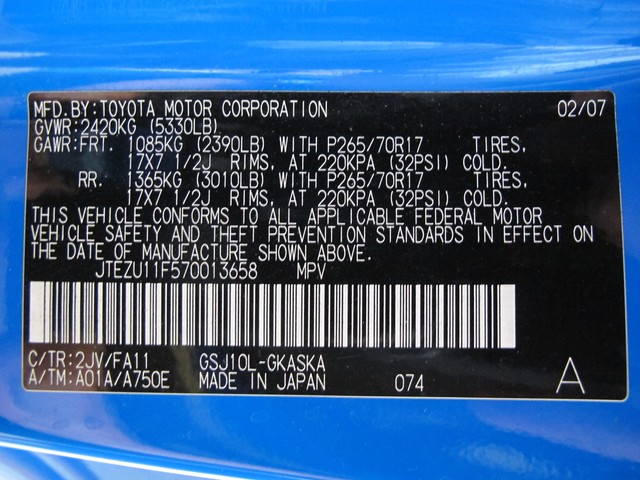 MFD.BY:TOYOTA MOTOR CORPORATION 02/07
GVWR:2420KG (5330LB)
GAWR:FRT. 1085KG (2390LB) WITH P265/70R17 TIRES,
17X7 1/2J RIMS, AT 220KPA (32PSI) COLD.
RR. 1365KG (3010LB) WITH P265/70R17 TIRES,
17X7 1/2J RIMS, AT 220KPA (32PSI) COLD.
THIS VEHICLE CONFORMS TO ALL APPLICABLE FEDERAL MOTOR
VEHICLE SAFETY AND THEFT PREVENTION STANDARDS IN EFFECT ON
THE DATE OF MANUFACTURE SHOWN ABOVE.
JTEZU11F570013658 MPV
C/TR:2JV/FA11 GSJ10L-GKASKA
A/TM:A01A/A750E MADE IN JAPAN 074 A